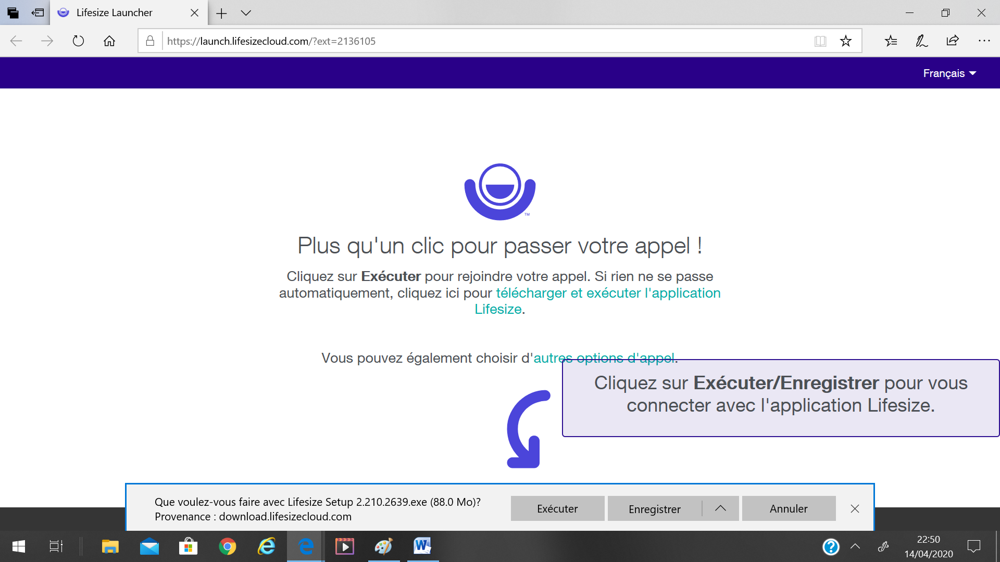 Lifesize Launcher
https://launch.lifesizecloud.com/?ext=2136105
Français
TM
Plus qu'un clic pour passer votre appel !
Cliquez sur Exécuter pour rejoindre votre appel. Si rien ne se passe
automatiquement, cliquez ici pour télécharger et exécuter l'application
Lifesize.
Vous pouvez également choisir d'autres options d'appel.
Cliquez sur Exécuter/Enregistrer pour vous
connecter avec l'application Lifesize.
Que voulez-vous faire avec Lifesize Setup 2.210.2639.exe (88.0 Mo)?
Provenance : download.lifesizecloud.com
Exécuter
Enregistrer
Annuler
22:50
14/04/2020